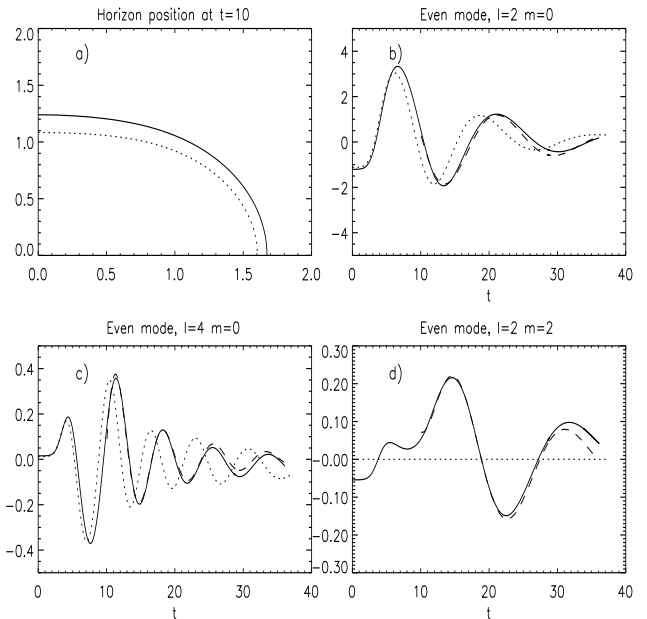 Horizon position at t=10
2.0
1.5
1.0
0.5
0.0
a)
0.0 0.5 1.0 1.5 2.0
Even mode, l=2 m=0
4
2
0
−2
−4
b)
0 10 20 30 40
t
Even mode, l=4 m=0
0.4
0.2
0.0
−0.2
−0.4
c)
0 10 20 30 40
t
Even mode, l=2 m=2
0.30
0.20
0.10
−0.00
−0.10
−0.20
−0.30
d)
0 10 20 30 40
t